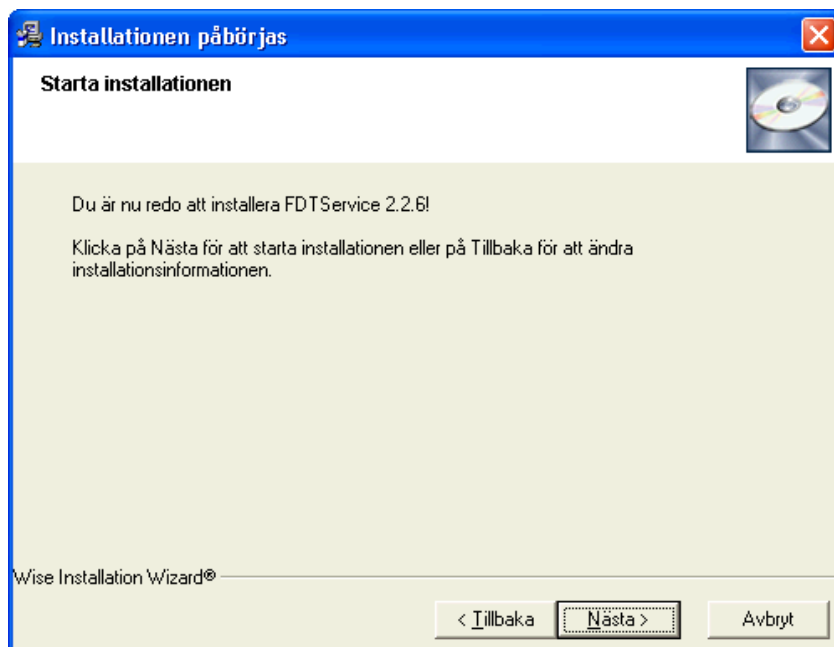 Installationen påbörjas
Starta installationen
Du är nu redo att installera FDTService 2.2.6!
Klicka på Nästa för att starta installationen eller på Tillbaka för att ändra
installationsinformationen.
Wise Installation Wizard®
< Tillbaka Nästa > Avbryt